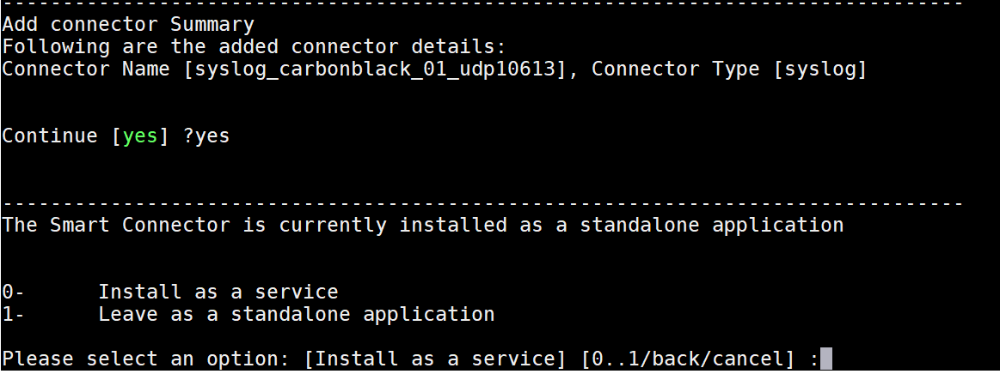 --------------------------------------------------------------------------------
Add connector Summary
Following are the added connector details:
Connector Name [syslog_carbonblack_01_udp10613], Connector Type [syslog]
Continue [yes] ?yes
--------------------------------------------------------------------------------
The Smart Connector is currently installed as a standalone application
0-      Install as a service
1-      Leave as a standalone application
Please select an option: [Install as a service] [0..1/back/cancel] :